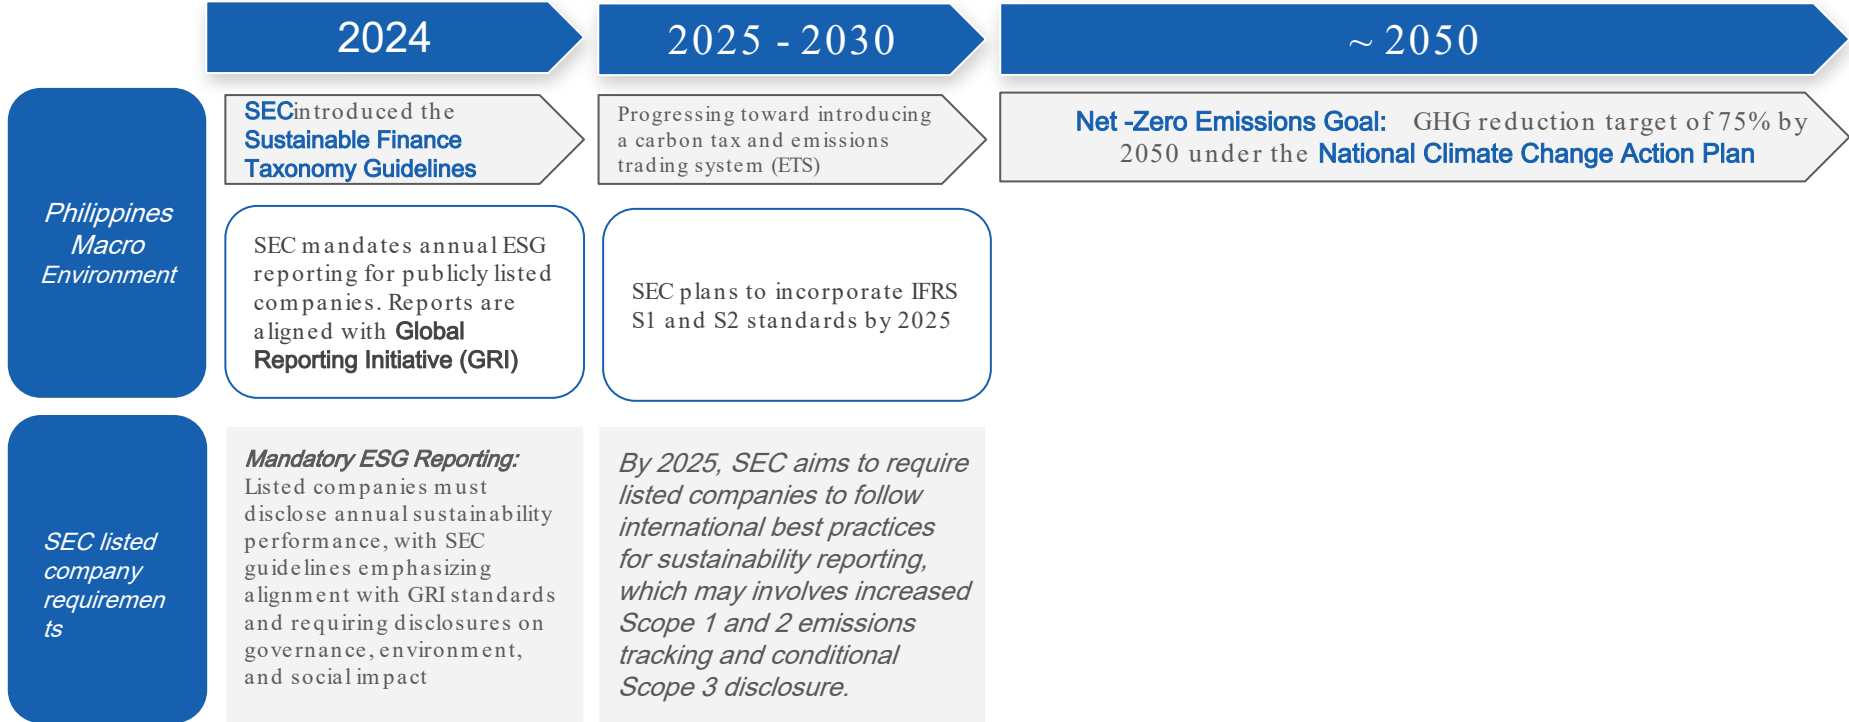 2024
2025 - 2030
~ 2050
Philippines
Macro
Environment
SECintroduced the
Sustainable Finance
Taxonomy Guidelines
Progressing toward introducing
a carbon tax and emissions
trading system (ETS)
Net -Zero Emissions Goal: GHG reduction target of 75% by
2050 under the National Climate Change Action Plan
SEC mandates annual ESG
reporting for publicly listed
companies. Reports are
aligned with Global
Reporting Initiative (GRI)
SEC plans to incorporate IFRS
S1 and S2 standards by 2025
SEC listed
company
requiremen
ts
Mandatory ESG Reporting:
Listed companies must
disclose annual sustainability
performance, with SEC
guidelines emphasizing
alignment with GRI standards
and requiring disclosures on
governance, environment,
and social impact
By 2025, SEC aims to require
listed companies to follow
international best practices
for sustainability reporting,
which may involves increased
Scope 1 and 2 emissions
tracking and conditional
Scope 3 disclosure.